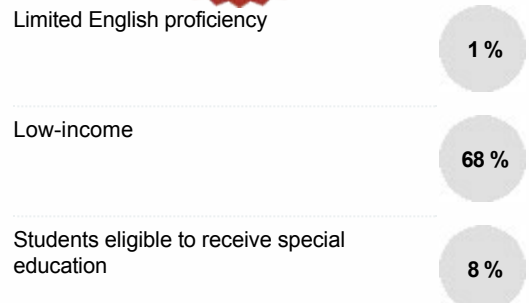 Limited English proficiency
1 %
Low-income
68 %
Students eligible to receive special
education
8 %